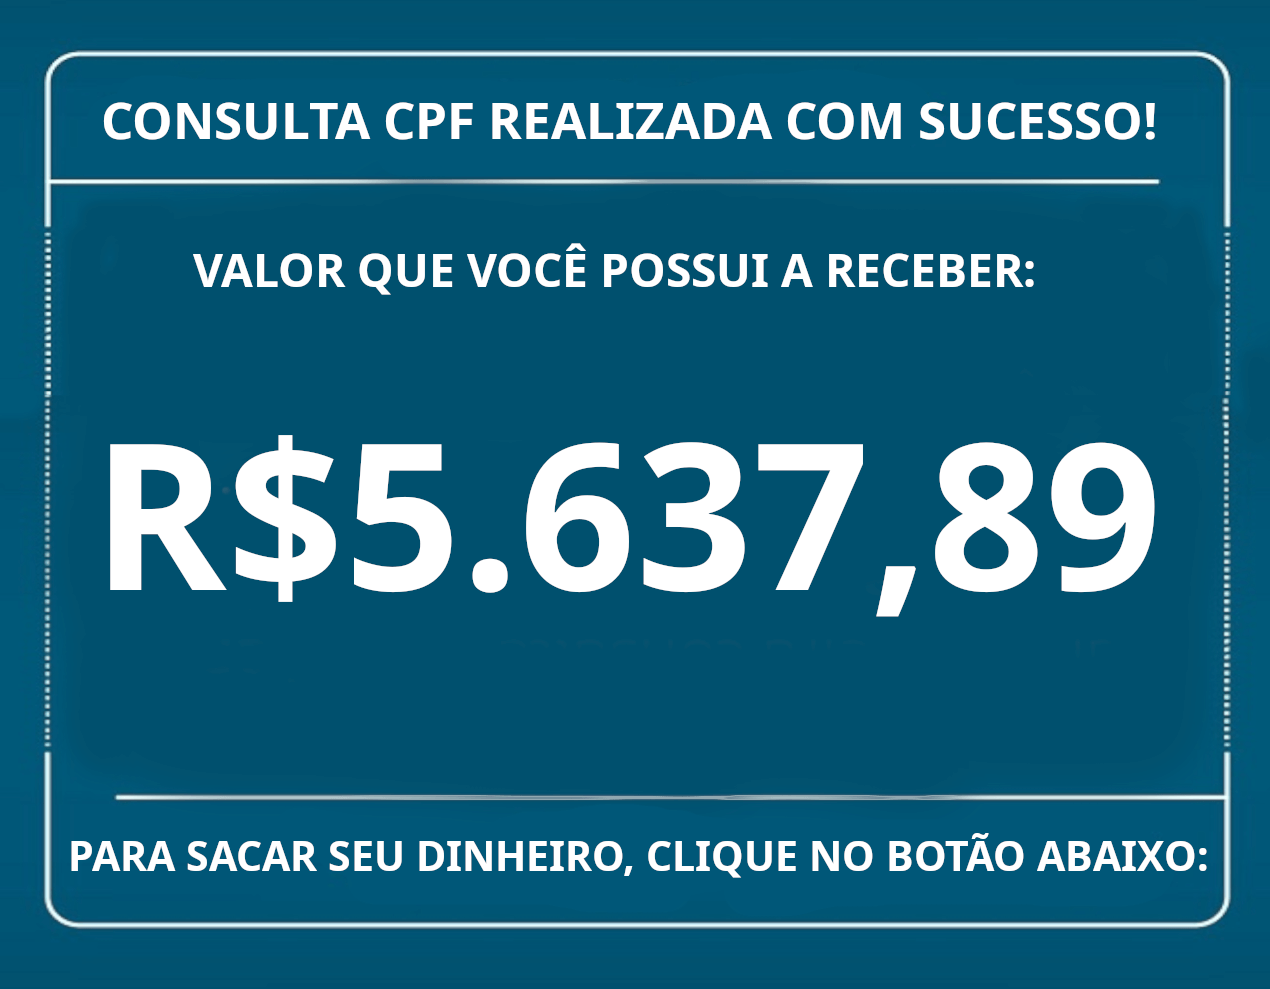 CONSULTA CPF REALIZADA COM SUCESSO!
VALOR QUE VOCÊ POSSUI A RECEBER:
R$5.637,89
PARA SACAR SEU DINHEIRO, CLIQUE NO BOTÃO ABAIXO: